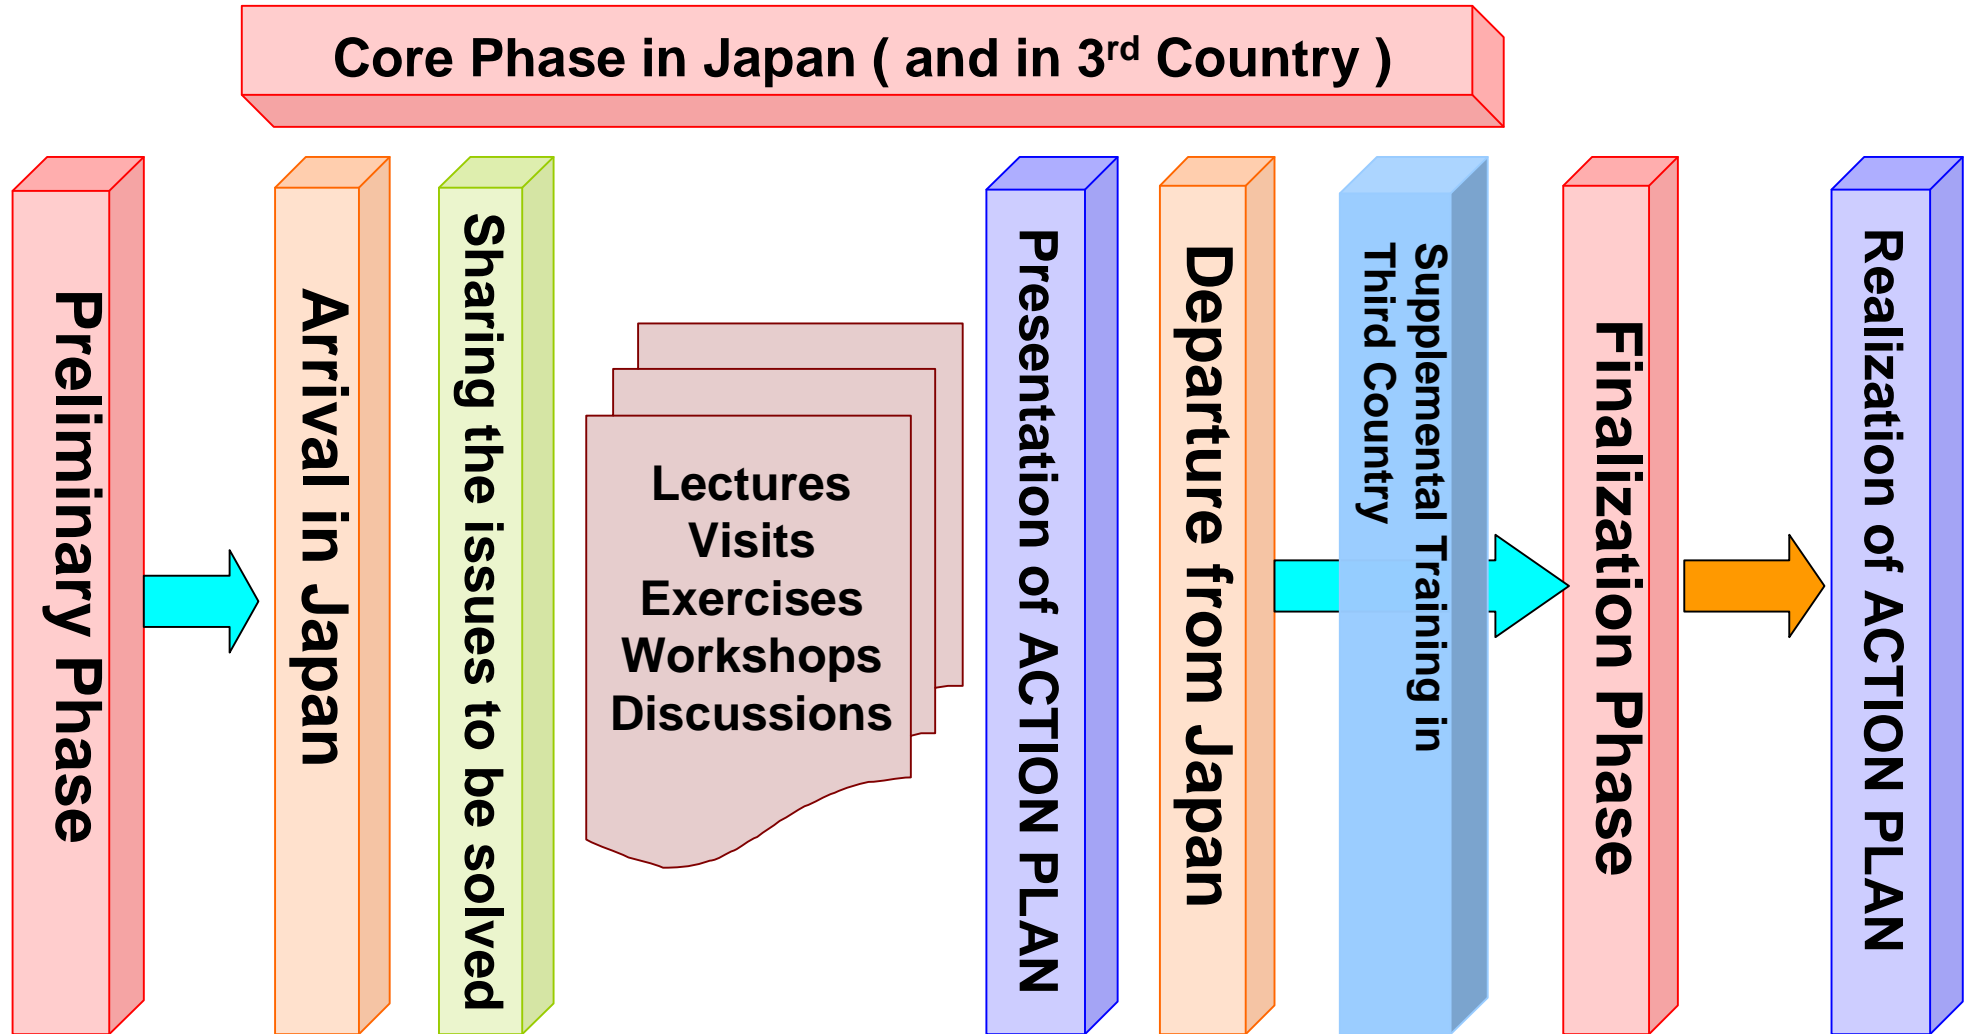 Core Phase in Japan ( and in 3rd Country )
Preliminary Phase
Arrival in Japan
Sharing the issues to be solved
Lectures
Visits
Exercises
Workshops
Discussions
Presentation of ACTION PLAN
Departure from Japan
Supplemental Training in
Third Country
Finalization Phase
Realization of ACTION PLAN